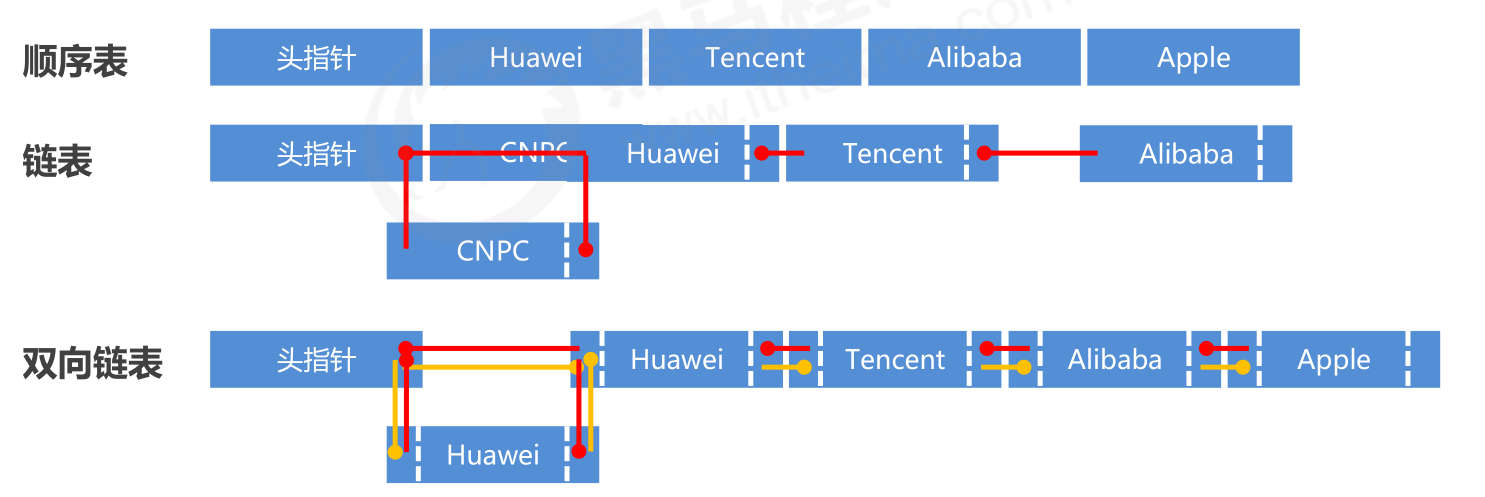 顺序表 头指针 Huawei Tencent Alibaba Apple
链表 头指针 CNPC Huawei Tencent Alibaba
CNPC
双向链表 头指针 Huawei Tencent Alibaba Apple
Huawei